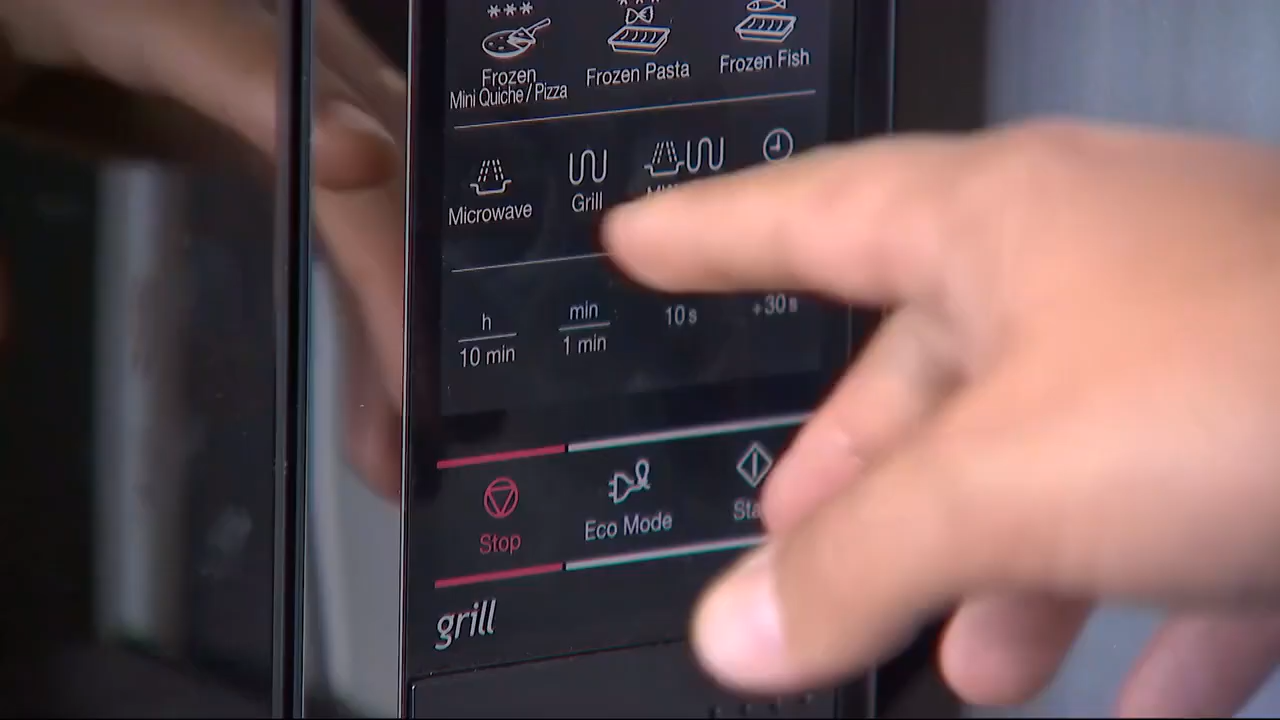 Frozen
Mini Quiche / Pizza
Frozen Pasta
Frozen Fish
Microwave
Grill
h
10 min
min
1 min
10 s
+30 s
Stop
Eco Mode
grill